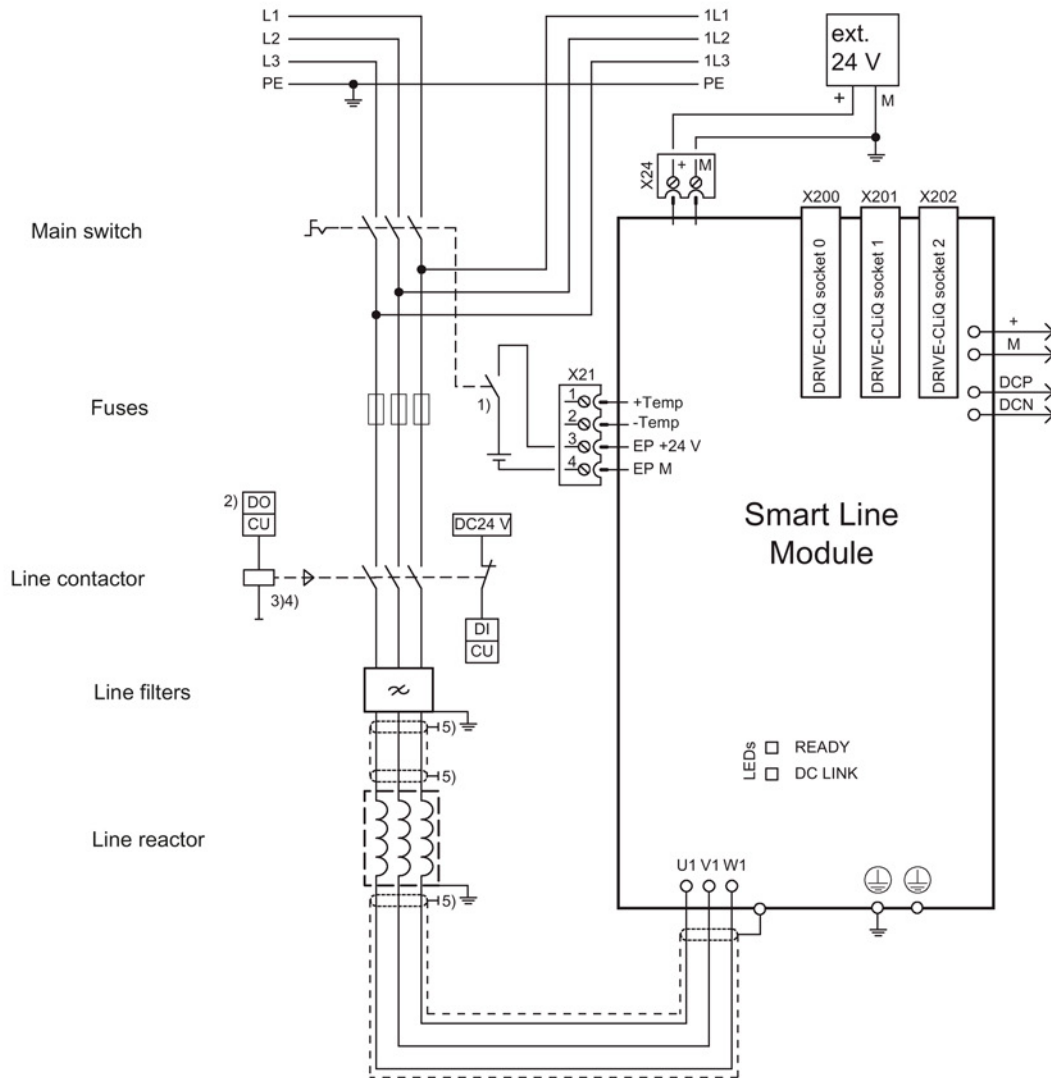 L1
L2
L3
PE
1L1
1L2
1L3
PE
ext.
24 V
+
M
X24
+
M
X200
X201
X202
DRIVE-CLiQ socket 0
DRIVE-CLiQ socket 1
DRIVE-CLiQ socket 2
Main switch
+
M
DCP
DCN
Fuses
1)
X21
1
2
3
4
+Temp
-Temp
EP +24 V
EP M
Smart Line
Module
2)
DO
CU
DC24 V
Line contactor
3)4)
DI
CU
Line filters
5)
5)
LEDs
READY
DC LINK
Line reactor
5)
U1 V1 W1